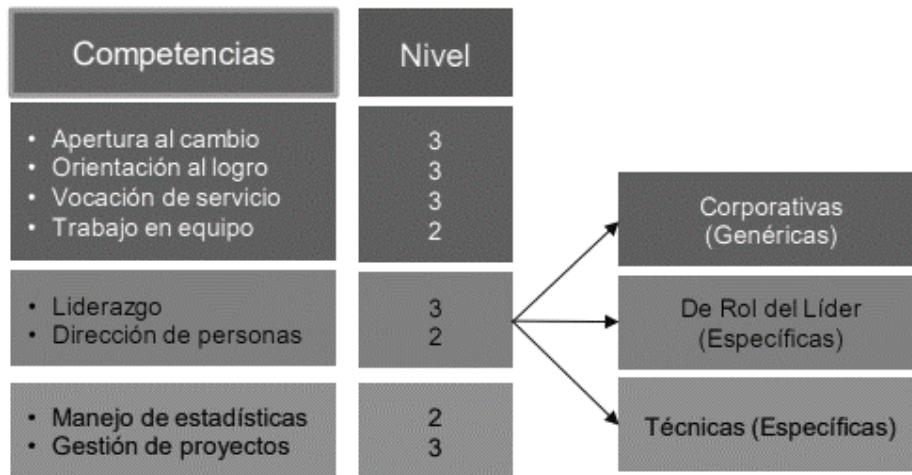 Competencias
Nivel
• Apertura al cambio
• Orientación al logro
• Vocación de servicio
• Trabajo en equipo
3
3
3
2
• Liderazgo
• Dirección de personas
3
2
• Manejo de estadísticas
• Gestión de proyectos
2
3
Corporativas
(Genéricas)
De Rol del Líder
(Específicas)
Técnicas (Específicas)